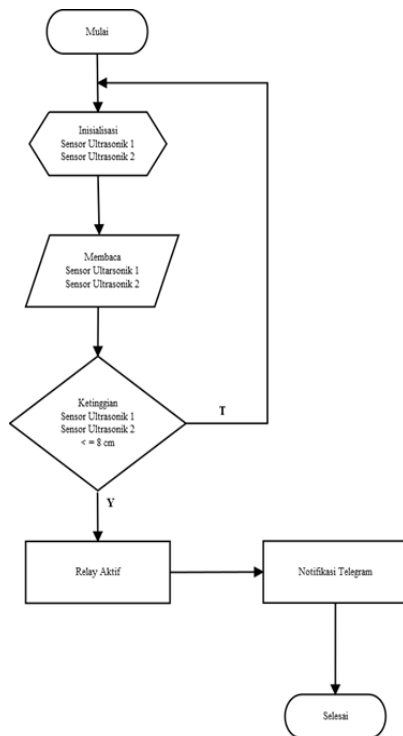 Mulai
Inisialisasi
Sensor Ultrasonik 1
Sensor Ultrasonik 2
Membaca
Sensor Ultarsonik 1
Sensor Ultrasonik 2
Ketinggian
Sensor Ultrasonik 1
Sensor Ultrasonik 2
< = 8 cm
T
Y
Relay Aktif
Notifikasi Telegram
Selesai